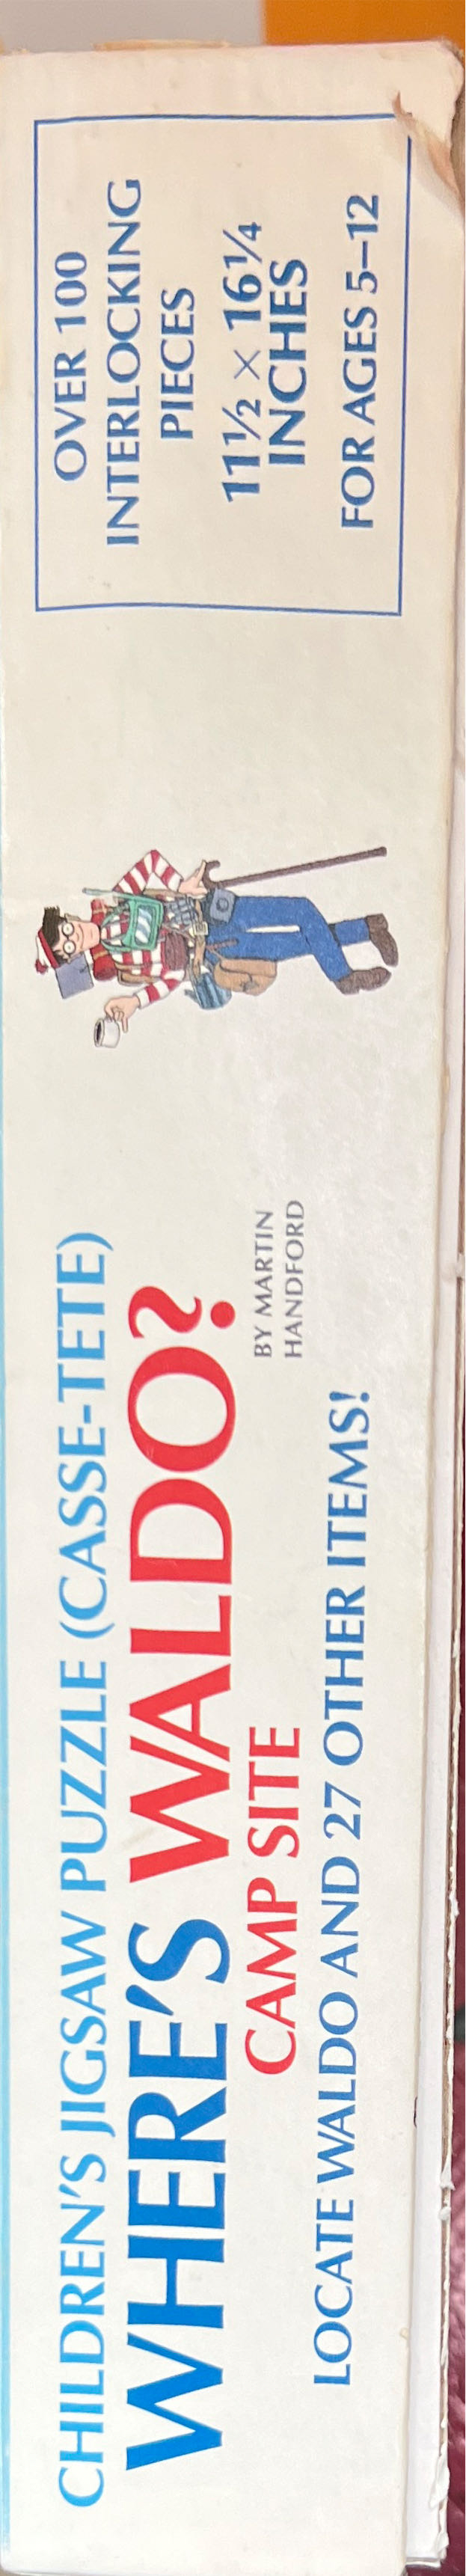 CHILDREN'S JIGSAW PUZZLE (CASSE-TETE)
WHERE'S WALDO?
CAMP SITE
BY MARTIN
HANDFORD
LOCATE WALDO AND 27 OTHER ITEMS!
OVER 100
INTERLOCKING
PIECES
11½ × 16¼
INCHES
FOR AGES 5–12